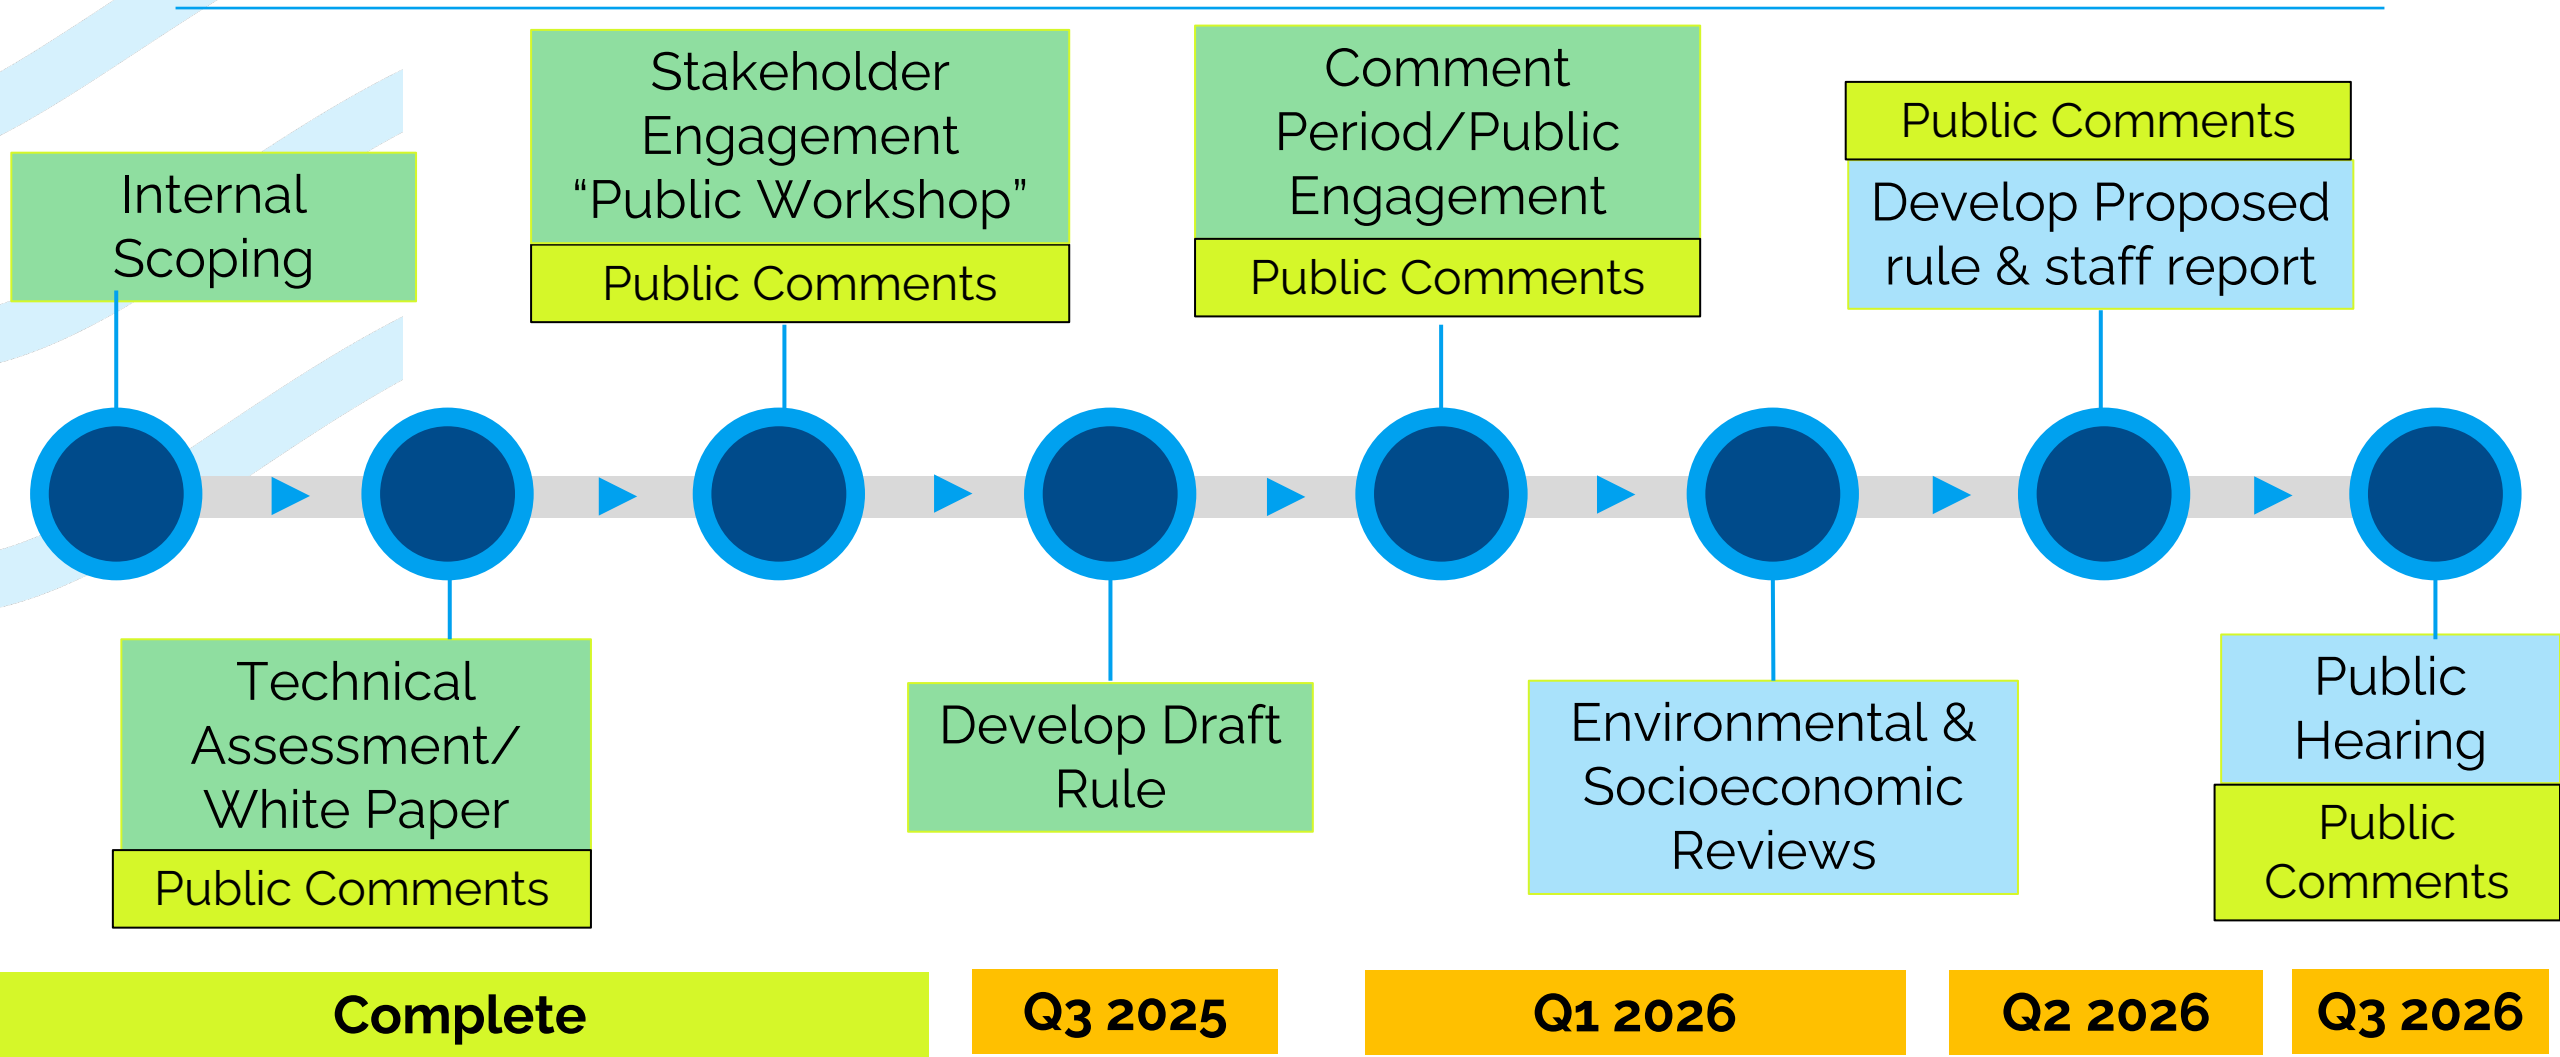 Internal
Scoping
Stakeholder
Engagement
“Public Workshop”
Public Comments
Comment
Period/Public
Engagement
Public Comments
Public Comments
Develop Proposed
rule & staff report
Technical
Assessment/
White Paper
Public Comments
Develop Draft
Rule
Environmental &
Socioeconomic
Reviews
Public
Hearing
Public
Comments
Complete
Q3 2025
Q1 2026
Q2 2026
Q3 2026